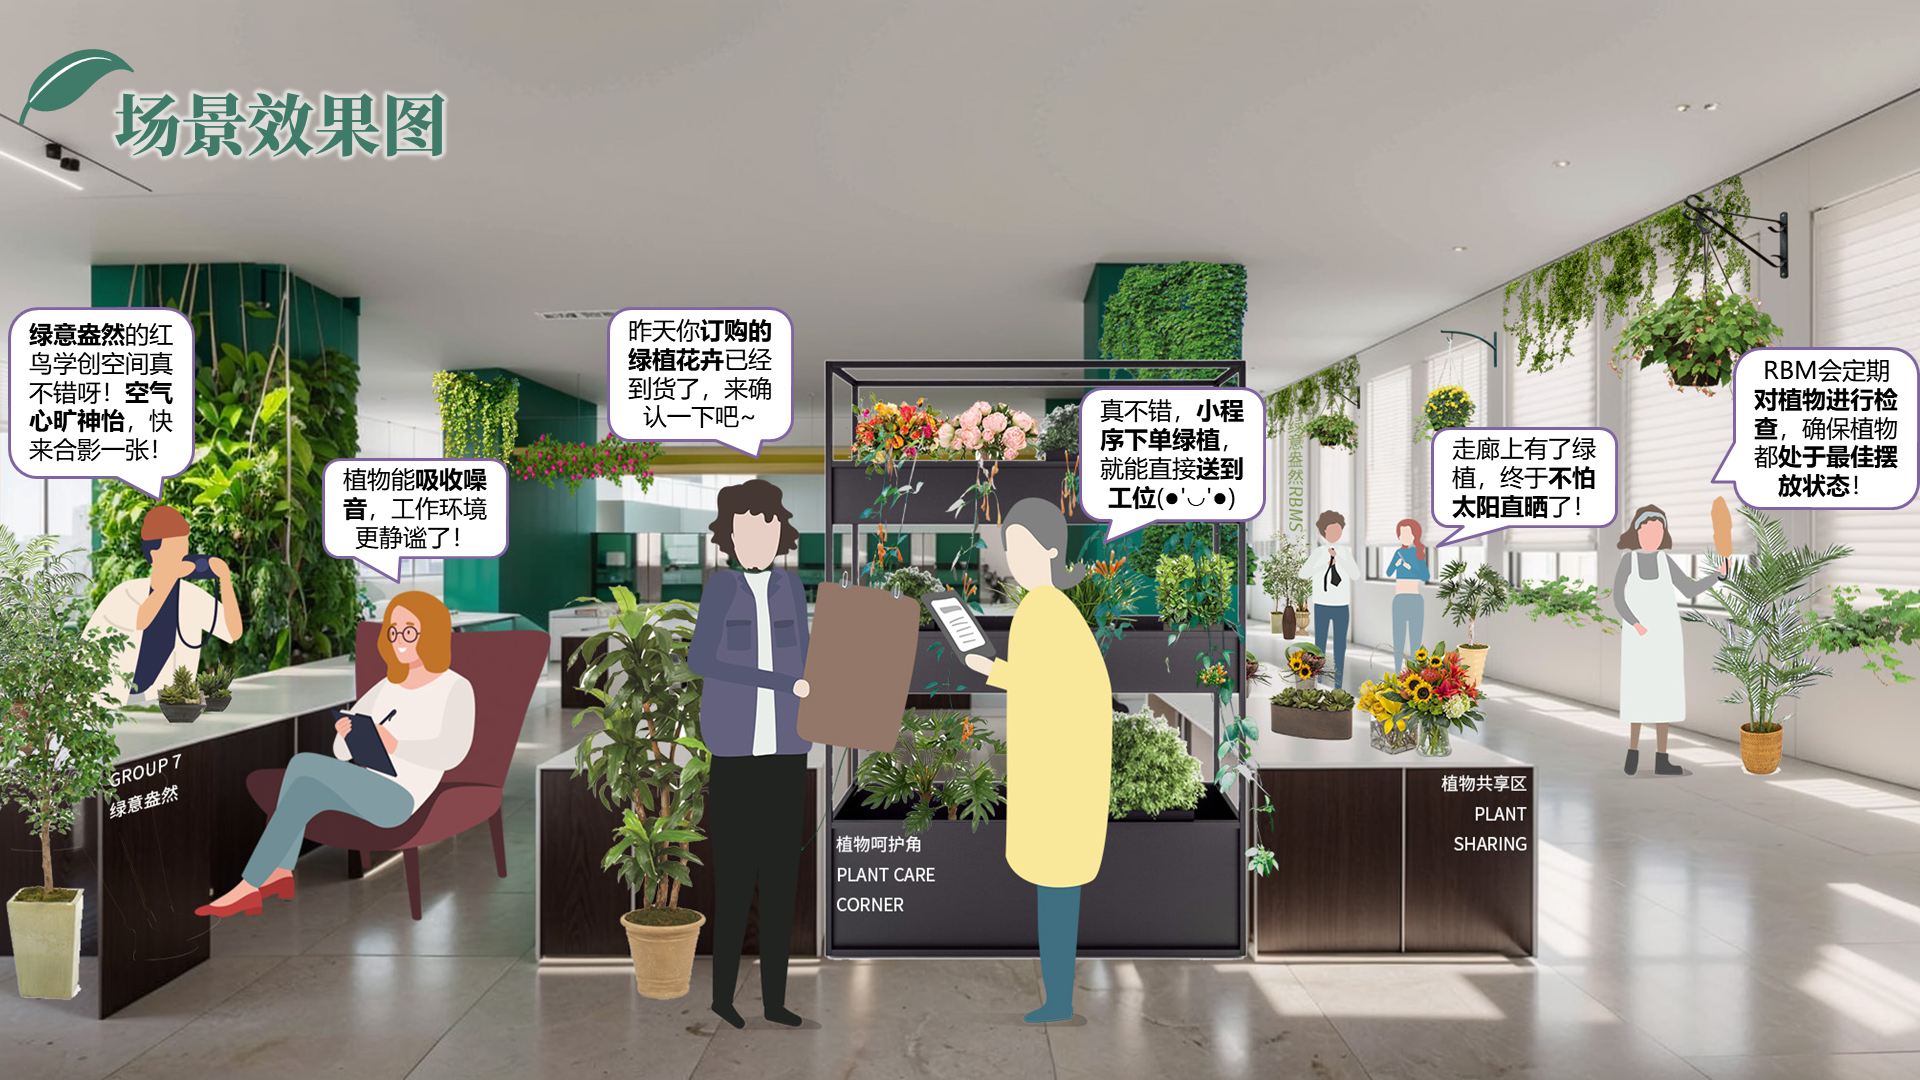 场景效果图
绿意盎然的红
鸟学创空间真
不错呀！空气
心旷神怡，快
来合影一张！
植物能吸收噪
音，工作环境
更静谧了！
昨天你订购的
绿植花卉已经
到货了，来确
认一下吧~
真不错，小程
序下单绿植，
就能直接送到
工位(●'◡'●)
走廊上有了绿
植，终于不怕
太阳直晒了！
RBM会定期
对植物进行检
查，确保植物
都处于最佳摆
放状态！
意盎然RBMS
GROUP 7
绿意盎然
植物呵护角
PLANT CARE
CORNER
植物共享区
PLANT
SHARING